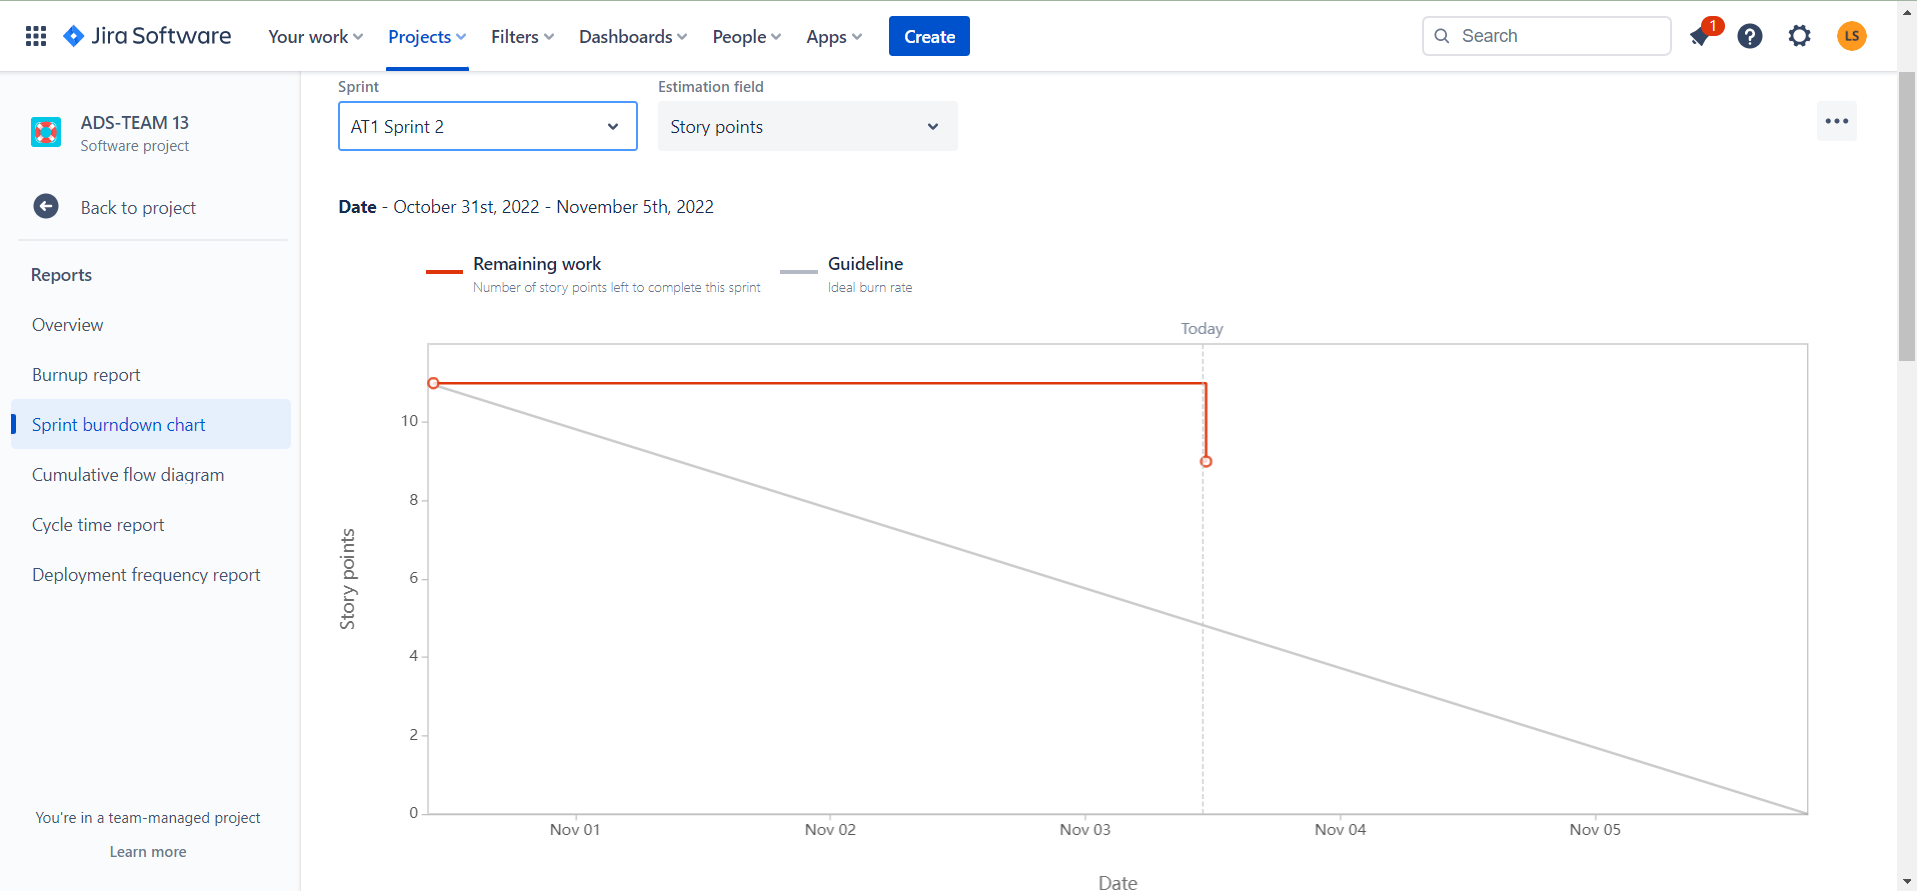 Jira Software
Your work
Projects
Filters
Dashboards
People
Apps
Create
Search
1
LS
ADS-TEAM 13
Software project
Back to project
Reports
Overview
Burnup report
Sprint burndown chart
Cumulative flow diagram
Cycle time report
Deployment frequency report
You're in a team-managed project
Learn more
Sprint
AT1 Sprint 2
Estimation field
Story points
Date - October 31st, 2022 - November 5th, 2022
Remaining work
Number of story points left to complete this sprint
Guideline
Ideal burn rate
Today
Story points
10
8
6
4
2
0
Nov 01
Nov 02
Nov 03
Nov 04
Nov 05
Date